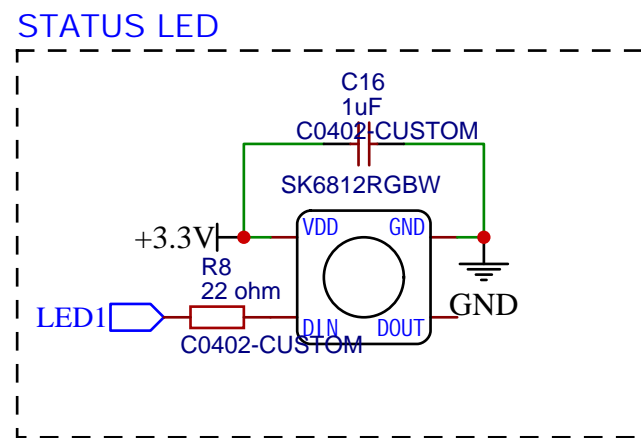 STATUS LED
C16
1uF
C0402-CUSTOM
SK6812RGBW
VDD GND
+3.3V
R8
22 ohm
GND
LED1
DIN DOUT
C0402-CUSTOM